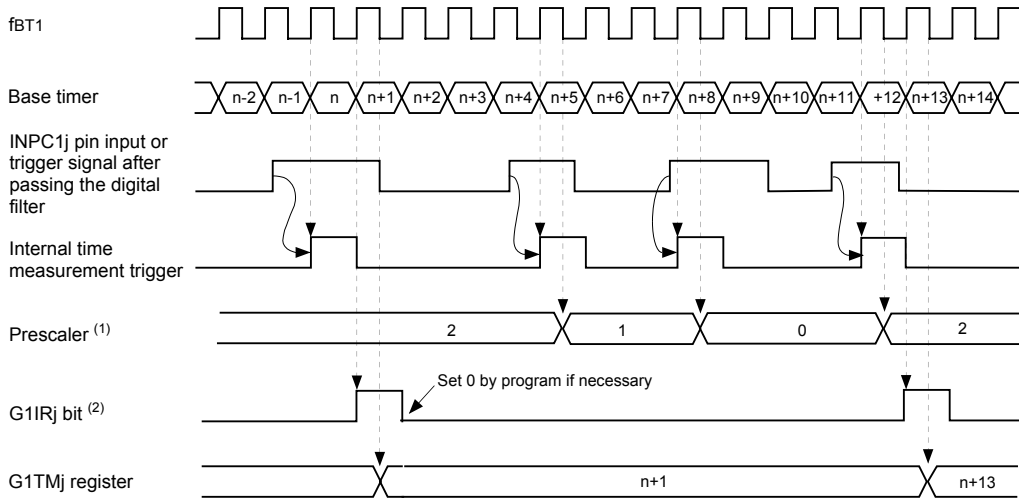 fBT1
Base timer
n-2 n-1 n n+1 n+2 n+3 n+4 n+5 n+6 n+7 n+8 n+9 n+10 n+11 +12 n+13 n+14
INPC1j pin input or
trigger signal after
passing the digital
filter
Internal time
measurement trigger
Prescaler (1)
2 1 0 2
Set 0 by program if necessary
G1IRj bit (2)
G1TMj register
n+1 n+13